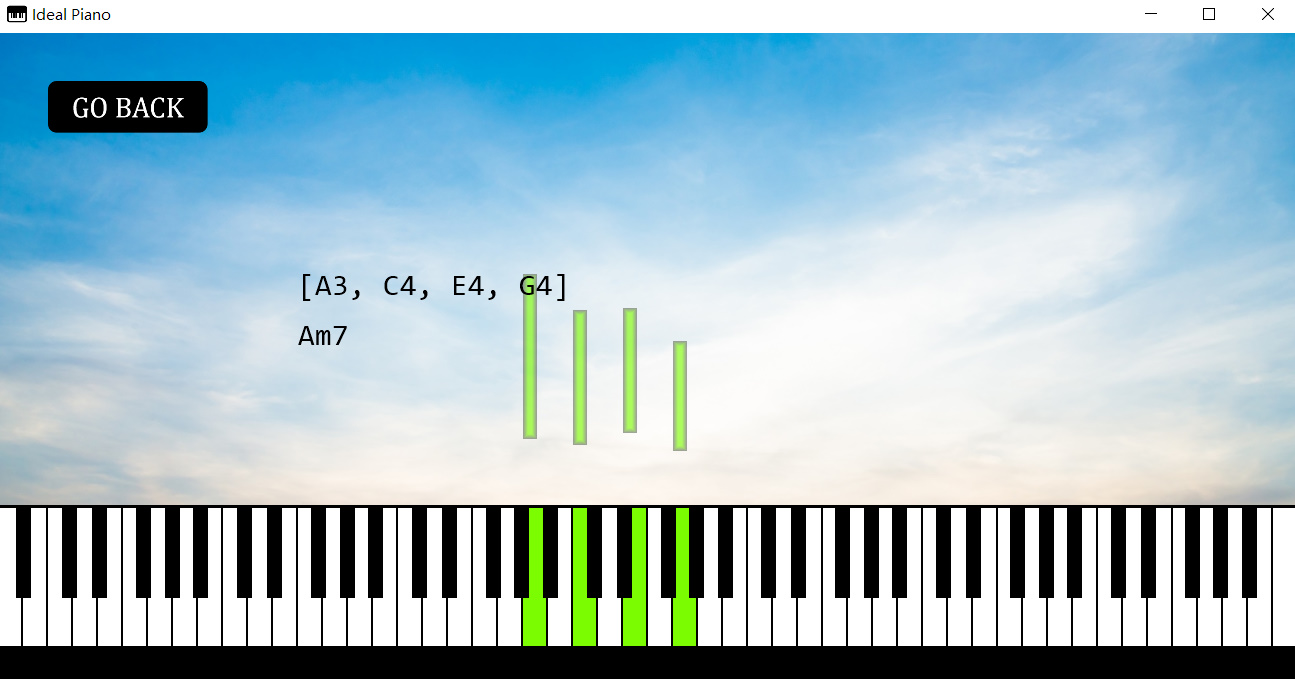 Ideal Piano
GO BACK
[A3, C4, E4, G4]
Am7